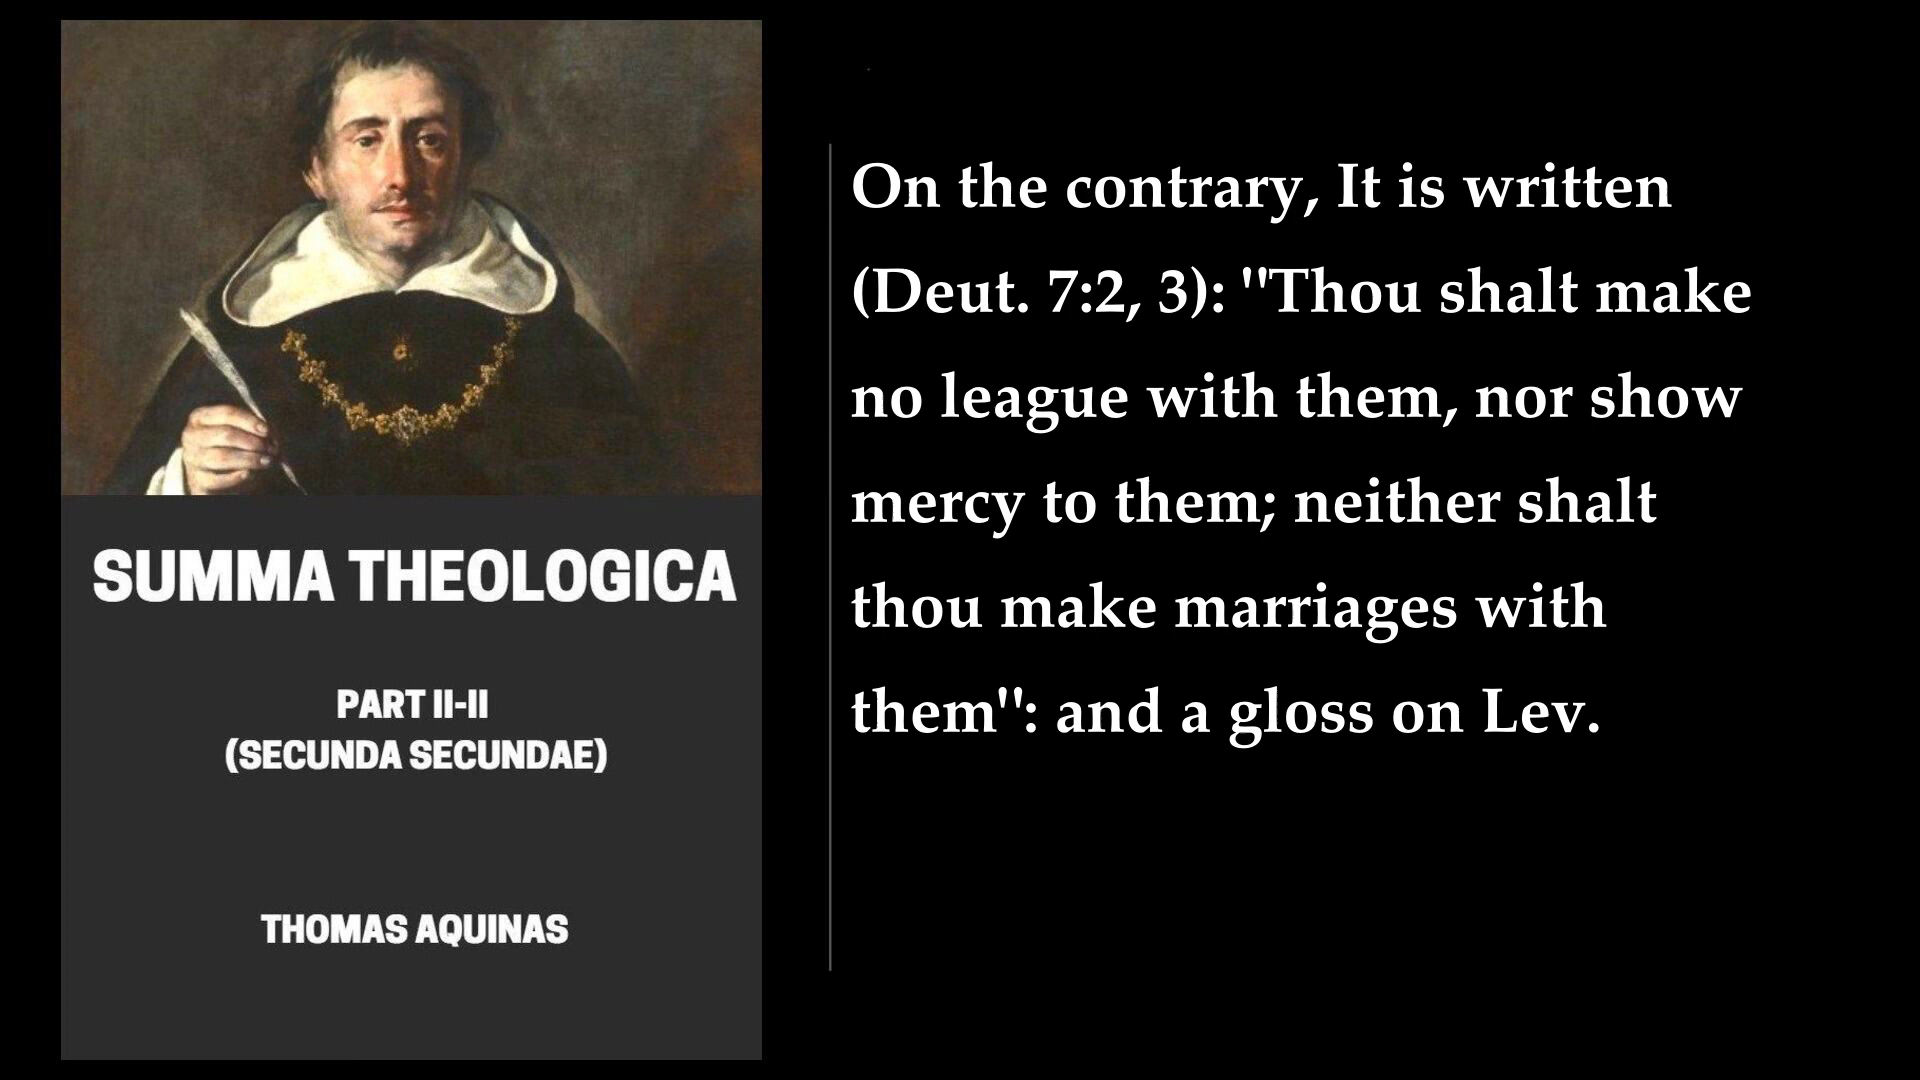 SUMMA THEOLOGICA
PART II-II
(SECUNDA SECUNDAE)
THOMAS AQUINAS
On the contrary, It is written
(Deut. 7:2, 3): "Thou shalt make
no league with them, nor show
mercy to them; neither shalt
thou make marriages with
them": and a gloss on Lev.